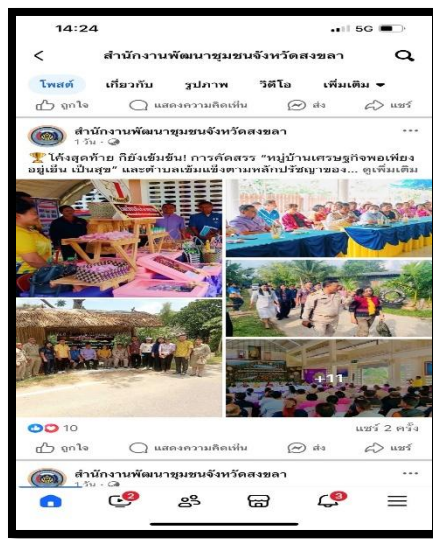 14:24
5G
สำนักงานพัฒนาชุมชนจังหวัดสงขลา
โพสต์ เกี่ยวกับ รูปภาพ วิดีโอ เพิ่มเติม
ถูกใจ แสดงความคิดเห็น ส่ง แชร์
สำนักงานพัฒนาชุมชนจังหวัดสงขลา
1 วัน ·
🏆 โค้งสุดท้าย ก็ยังเข้มข้น! การคัดสรร “หมู่บ้านเศรษฐกิจพอเพียง
อยู่เย็น เป็นสุข” และตำบลเข้มแข็งตามหลักปรัชญาของ... ดูเพิ่มเติม
+11
10 แชร์ 2 ครั้ง
ถูกใจ แสดงความคิดเห็น ส่ง แชร์
สำนักงานพัฒนาชุมชนจังหวัดสงขลา
1 วัน ·
2 3